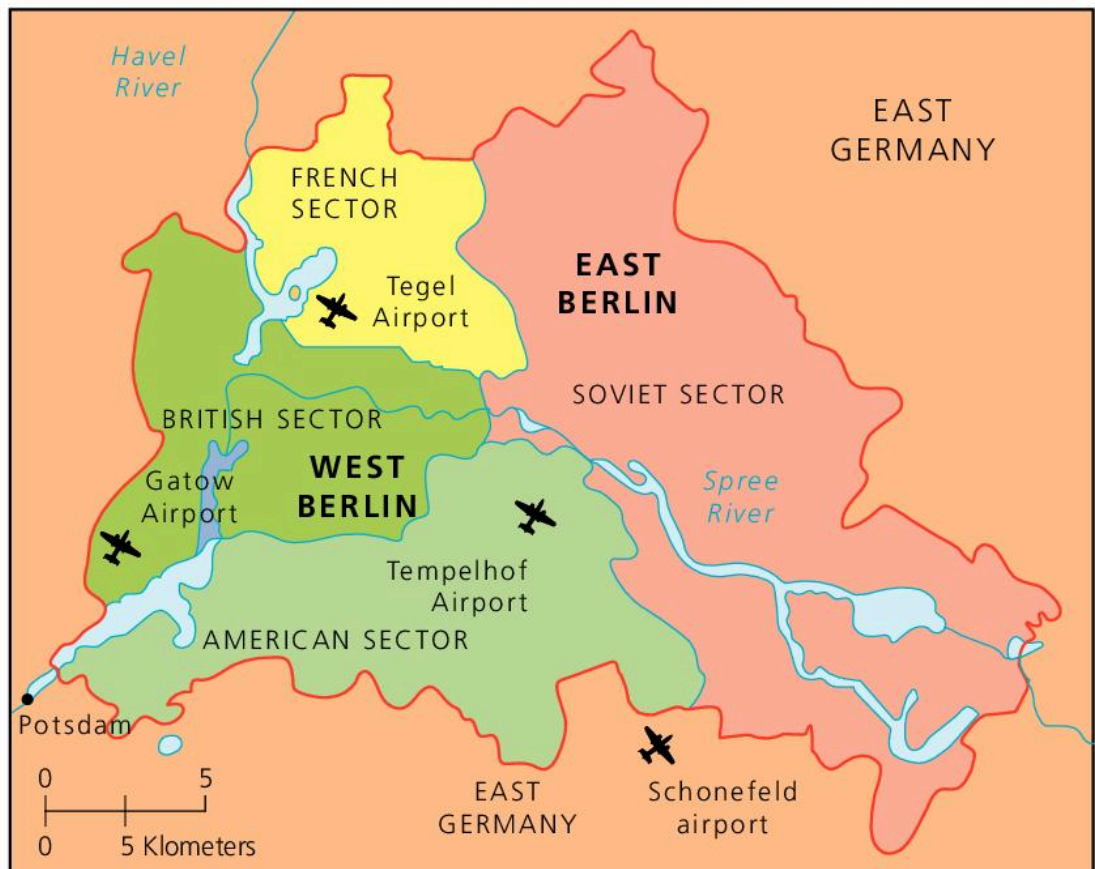 Havel
River
EAST
GERMANY
FRENCH
SECTOR
EAST
BERLIN
Tegel
Airport
SOVIET SECTOR
BRITISH SECTOR
WEST
BERLIN
Gatow
Airport
Spree
River
Tempelhof
Airport
AMERICAN SECTOR
Potsdam
0 5
0 5 Klometers
EAST
GERMANY
Schonefeld
airport